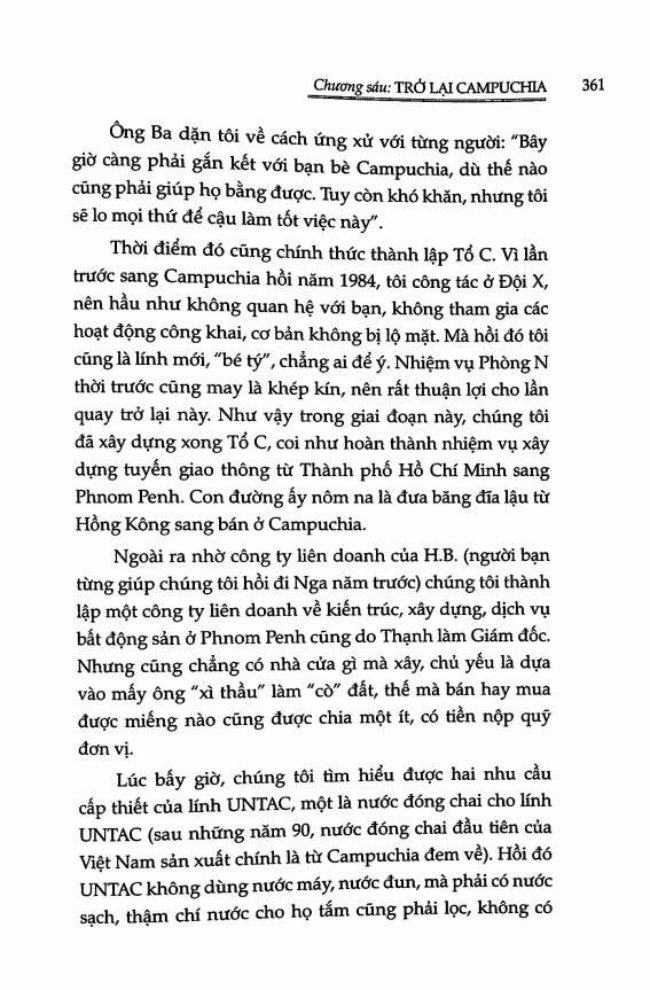 Chương sáu: TRỞ LẠI CAMPUCHIA 361
Ông Ba dặn tôi về cách ứng xử với từng người: "Bây
giờ càng phải gắn kết với bạn bè Campuchia, dù thế nào
cũng phải giúp họ bằng được. Tuy còn khó khăn, nhưng tôi
sẽ lo mọi thứ để cậu làm tốt việc này".
Thời điểm đó cũng chính thức thành lập Tổ C. Vì lần
trước sang Campuchia hồi năm 1984, tôi công tác ở Đội X,
nên hầu như không quan hệ với bạn, không tham gia các
hoạt động công khai, cơ bản không bị lộ mặt. Mà hồi đó tôi
cũng là lính mới, "bé tý", chẳng ai để ý. Nhiệm vụ Phòng N
thời trước cũng may là khép kín, nên rất thuận lợi cho lần
quay trở lại này. Như vậy trong giai đoạn này, chúng tôi
đã xây dựng xong Tổ C, coi như hoàn thành nhiệm vụ xây
dựng tuyến giao thông từ Thành phố Hồ Chí Minh sang
Phnom Penh. Con đường ấy nôm na là đưa băng đĩa lậu từ
Hồng Kông sang bán ở Campuchia.
Ngoài ra nhờ công ty liên doanh của H.B. (người bạn
từng giúp chúng tôi hồi đi Nga năm trước) chúng tôi thành
lập một công ty liên doanh về kiến trúc, xây dựng, dịch vụ
bất động sản ở Phnom Penh cũng do Thạnh làm Giám đốc.
Nhưng cũng chẳng có nhà cửa gì mà xây, chủ yếu là dựa
vào mấy ông "xì thầu" làm "cò" đất, thế mà bán hay mua
được miếng nào cũng được chia một ít, có tiền nộp quỹ
đơn vị.
Lúc bấy giờ, chúng tôi tìm hiểu được hai nhu cầu
cấp thiết của lính UNTAC, một là nước đóng chai cho lính
UNTAC (sau những năm 90, nước đóng chai đầu tiên của
Việt Nam sản xuất chính là từ Campuchia đem về). Hồi đó
UNTAC không dùng nước máy, nước đun, mà phải có nước
sạch, thậm chí nước cho họ tắm cũng phải lọc, không có